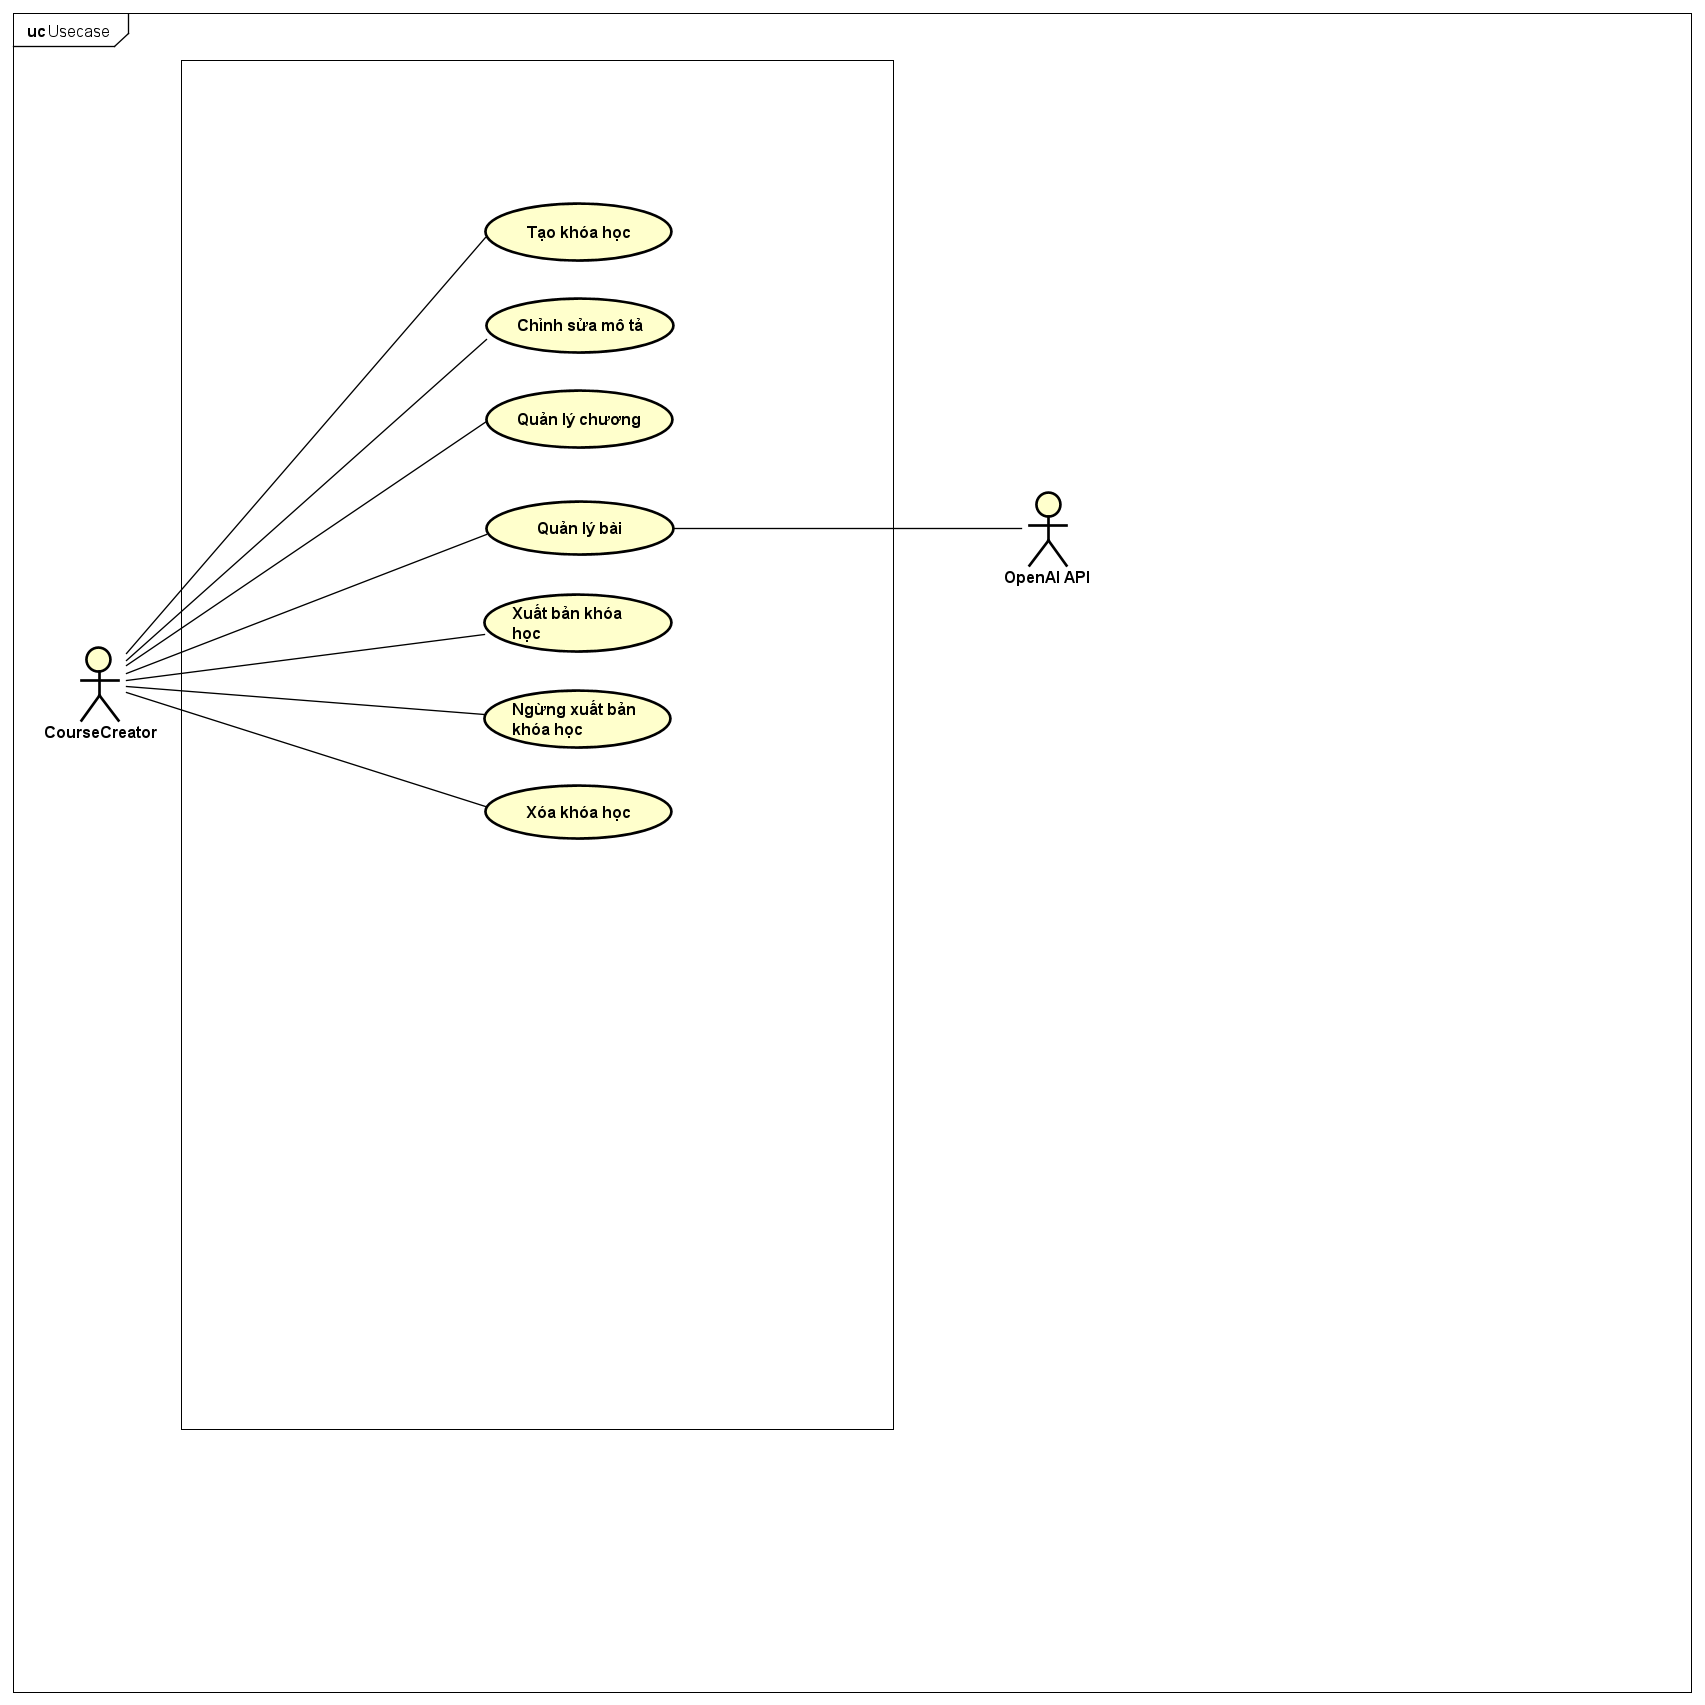 uc Usecase
Tạo khóa học
Chỉnh sửa mô tả
Quản lý chương
Quản lý bài
OpenAI API
Xuất bản khóa
học
CourseCreator
Ngừng xuất bản
khóa học
Xóa khóa học